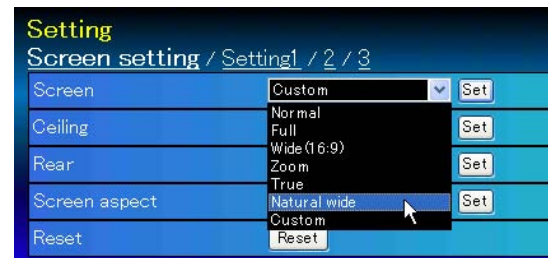 Setting
Screen setting / Setting1 / 2 / 3
Screen Custom Set
Normal
Ceiling Full Set
Wide(16:9)
Rear Zoom Set
True
Screen aspect Natural wide Set
Custom
Reset Reset